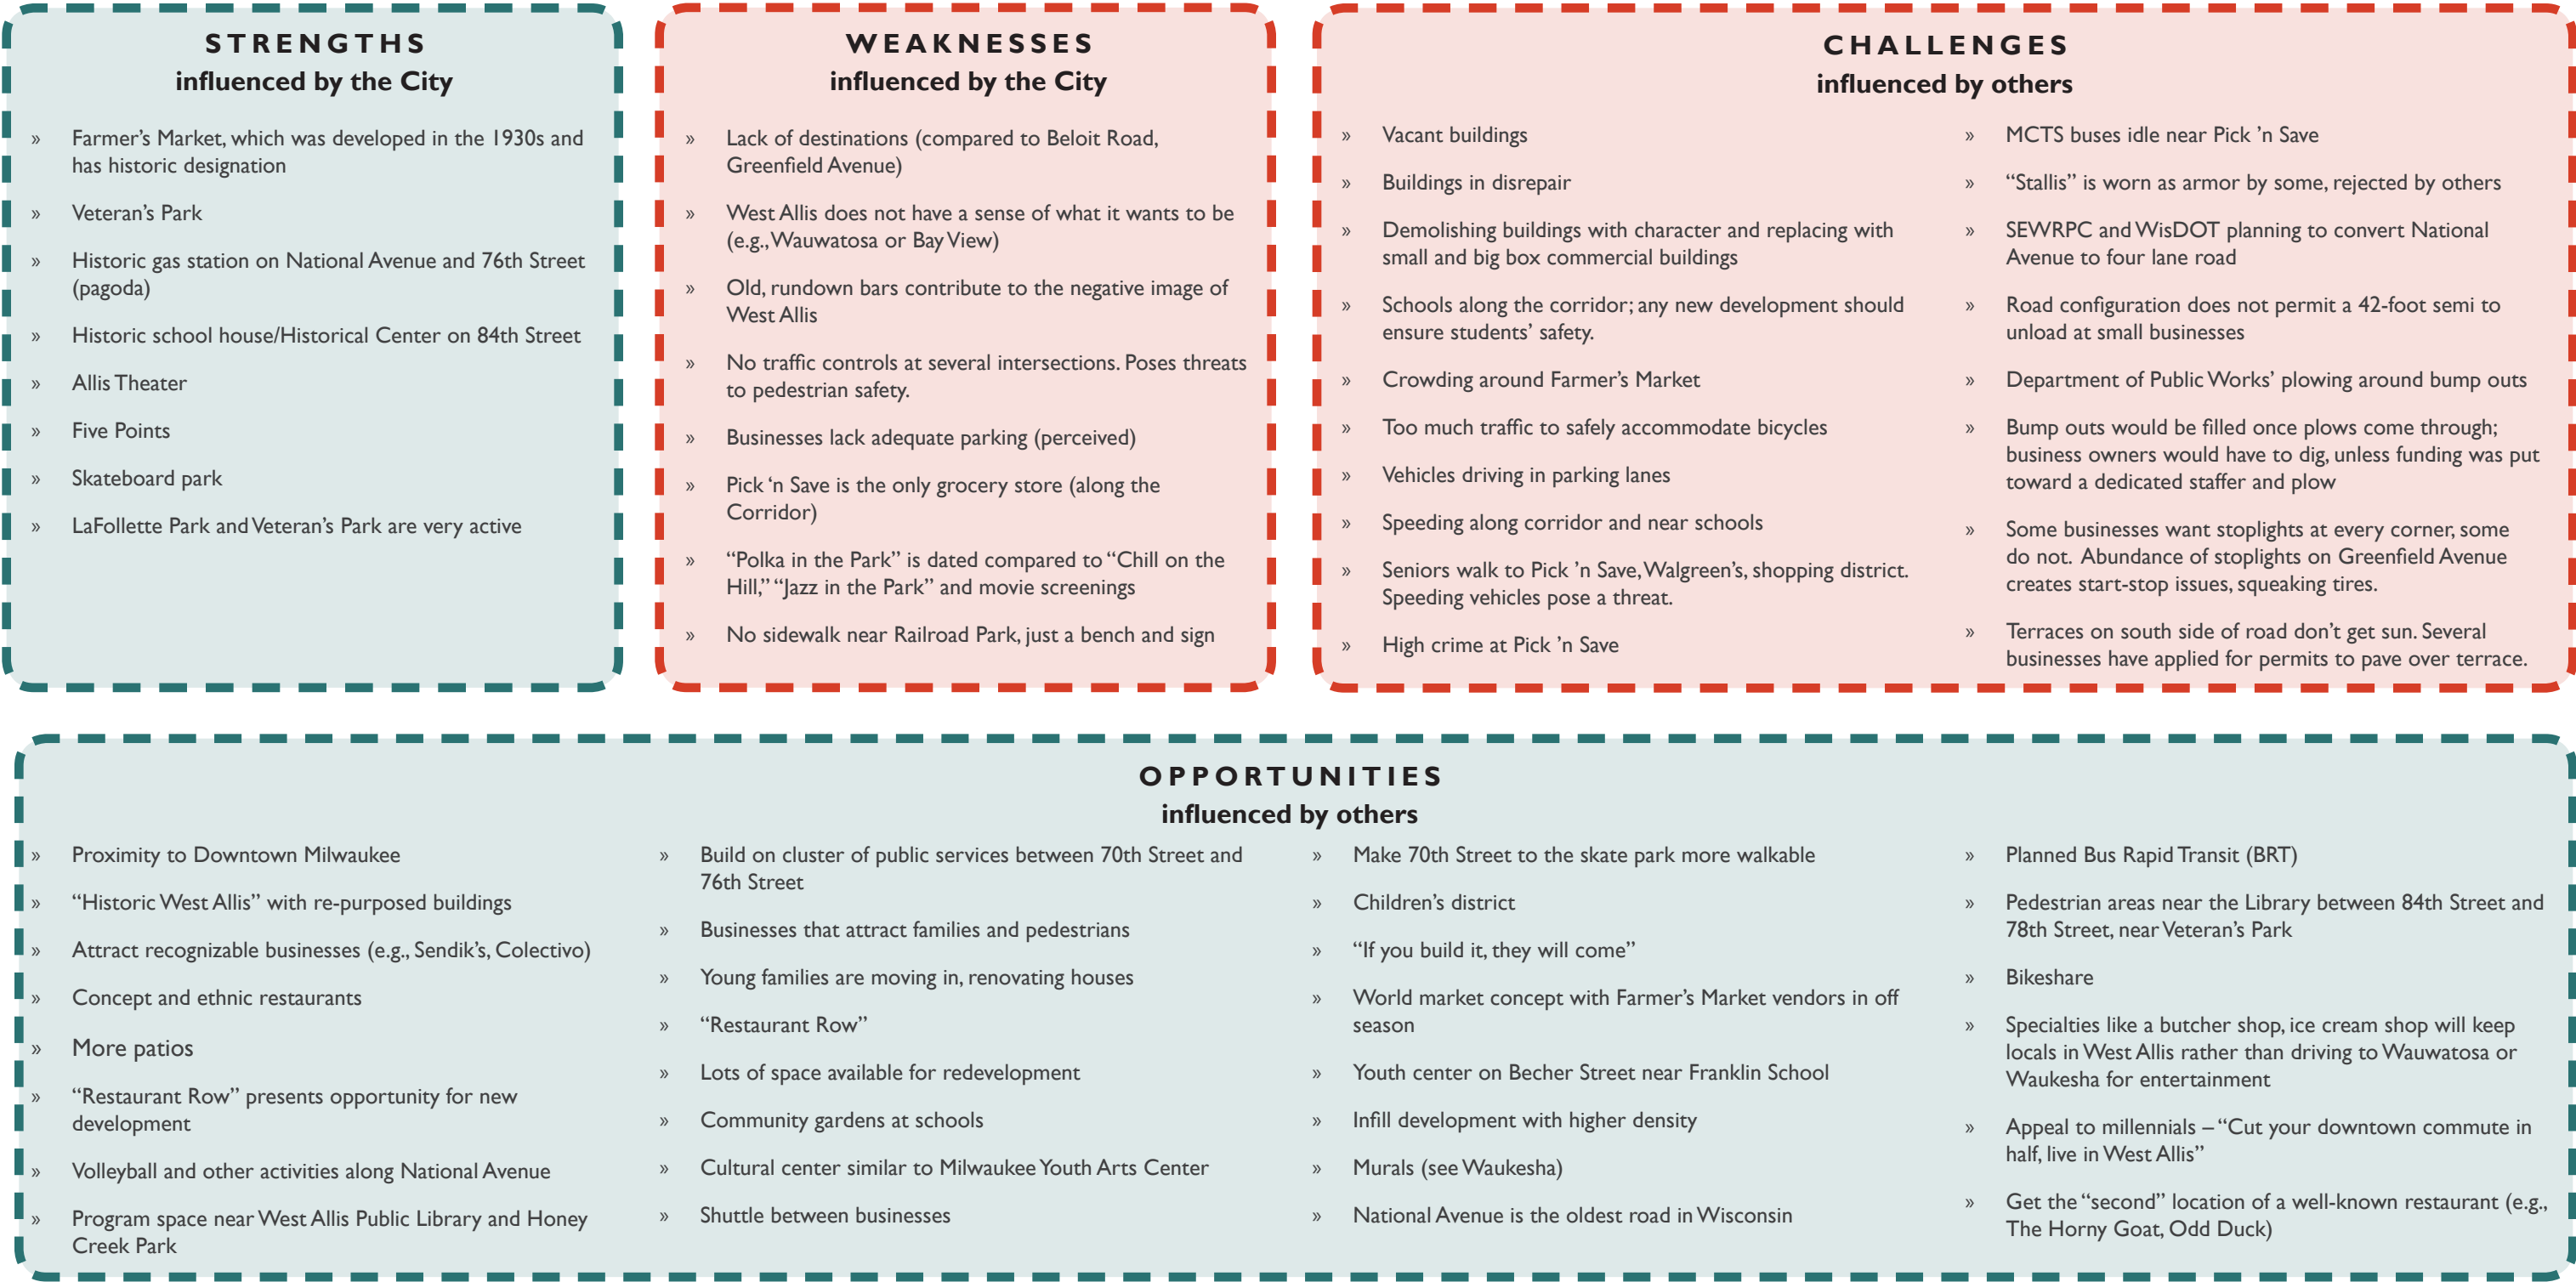 STRENGTHS
influenced by the City
» Farmer’s Market, which was developed in the 1930s and
has historic designation
» Veteran’s Park
» Historic gas station on National Avenue and 76th Street
(pagoda)
» Historic school house/Historical Center on 84th Street
» Allis Theater
» Five Points
» Skateboard park
» LaFollette Park and Veteran’s Park are very active
WEAKNESSES
influenced by the City
» Lack of destinations (compared to Beloit Road,
Greenfield Avenue)
» West Allis does not have a sense of what it wants to be
(e.g., Wauwatosa or Bay View)
» Old, rundown bars contribute to the negative image of
West Allis
» No traffic controls at several intersections. Poses threats
to pedestrian safety.
» Businesses lack adequate parking (perceived)
» Pick ‘n Save is the only grocery store (along the
Corridor)
» “Polka in the Park” is dated compared to “Chill on the
Hill,” “Jazz in the Park” and movie screenings
» No sidewalk near Railroad Park, just a bench and sign
CHALLENGES
influenced by others
» Vacant buildings
» Buildings in disrepair
» Demolishing buildings with character and replacing with
small and big box commercial buildings
» Schools along the corridor; any new development should
ensure students’ safety.
» Crowding around Farmer’s Market
» Too much traffic to safely accommodate bicycles
» Vehicles driving in parking lanes
» Speeding along corridor and near schools
» Seniors walk to Pick ’n Save, Walgreen’s, shopping district.
Speeding vehicles pose a threat.
» High crime at Pick ’n Save
» MCTS buses idle near Pick ’n Save
» “Stallis” is worn as armor by some, rejected by others
» SEWRPC and WisDOT planning to convert National
Avenue to four lane road
» Road configuration does not permit a 42-foot semi to
unload at small businesses
» Department of Public Works’ plowing around bump outs
» Bump outs would be filled once plows come through;
business owners would have to dig, unless funding was put
toward a dedicated staffer and plow
» Some businesses want stoplights at every corner, some
do not. Abundance of stoplights on Greenfield Avenue
creates start-stop issues, squeaking tires.
» Terraces on south side of road don’t get sun. Several
businesses have applied for permits to pave over terrace.
OPPORTUNITIES
influenced by others
» Proximity to Downtown Milwaukee
» “Historic West Allis” with re-purposed buildings
» Attract recognizable businesses (e.g., Sendik’s, Colectivo)
» Concept and ethnic restaurants
» More patios
» “Restaurant Row” presents opportunity for new
development
» Volleyball and other activities along National Avenue
» Program space near West Allis Public Library and Honey
Creek Park
» Build on cluster of public services between 70th Street and
76th Street
» Businesses that attract families and pedestrians
» Young families are moving in, renovating houses
» “Restaurant Row”
» Lots of space available for redevelopment
» Community gardens at schools
» Cultural center similar to Milwaukee Youth Arts Center
» Shuttle between businesses
» Make 70th Street to the skate park more walkable
» Children’s district
» “If you build it, they will come”
» World market concept with Farmer’s Market vendors in off
season
» Youth center on Becher Street near Franklin School
» Infill development with higher density
» Murals (see Waukesha)
» National Avenue is the oldest road in Wisconsin
» Planned Bus Rapid Transit (BRT)
» Pedestrian areas near the Library between 84th Street and
78th Street, near Veteran’s Park
» Bikeshare
» Specialties like a butcher shop, ice cream shop will keep
locals in West Allis rather than driving to Wauwatosa or
Waukesha for entertainment
» Appeal to millennials – “Cut your downtown commute in
half, live in West Allis”
» Get the “second” location of a well-known restaurant (e.g.,
The Horny Goat, Odd Duck)